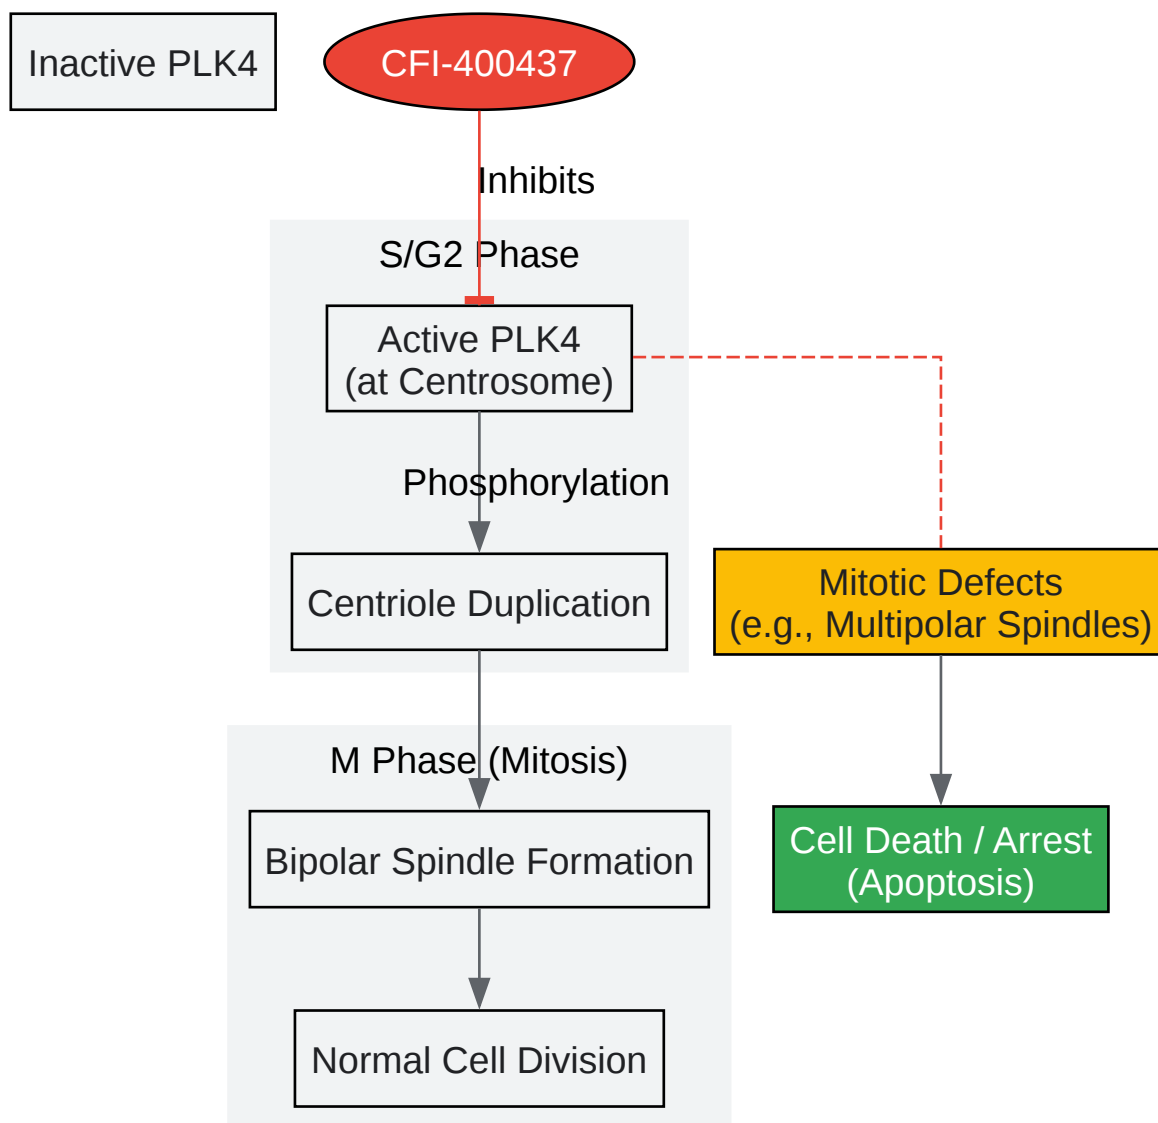 Inactive PLK4
CFI-400437
Inhibits
S/G2 Phase
Active PLK4
(at Centrosome)
Phosphorylation
Centriole Duplication
Mitotic Defects
(e.g., Multipolar Spindles)
M Phase (Mitosis)
Bipolar Spindle Formation
Cell Death / Arrest
(Apoptosis)
Normal Cell Division